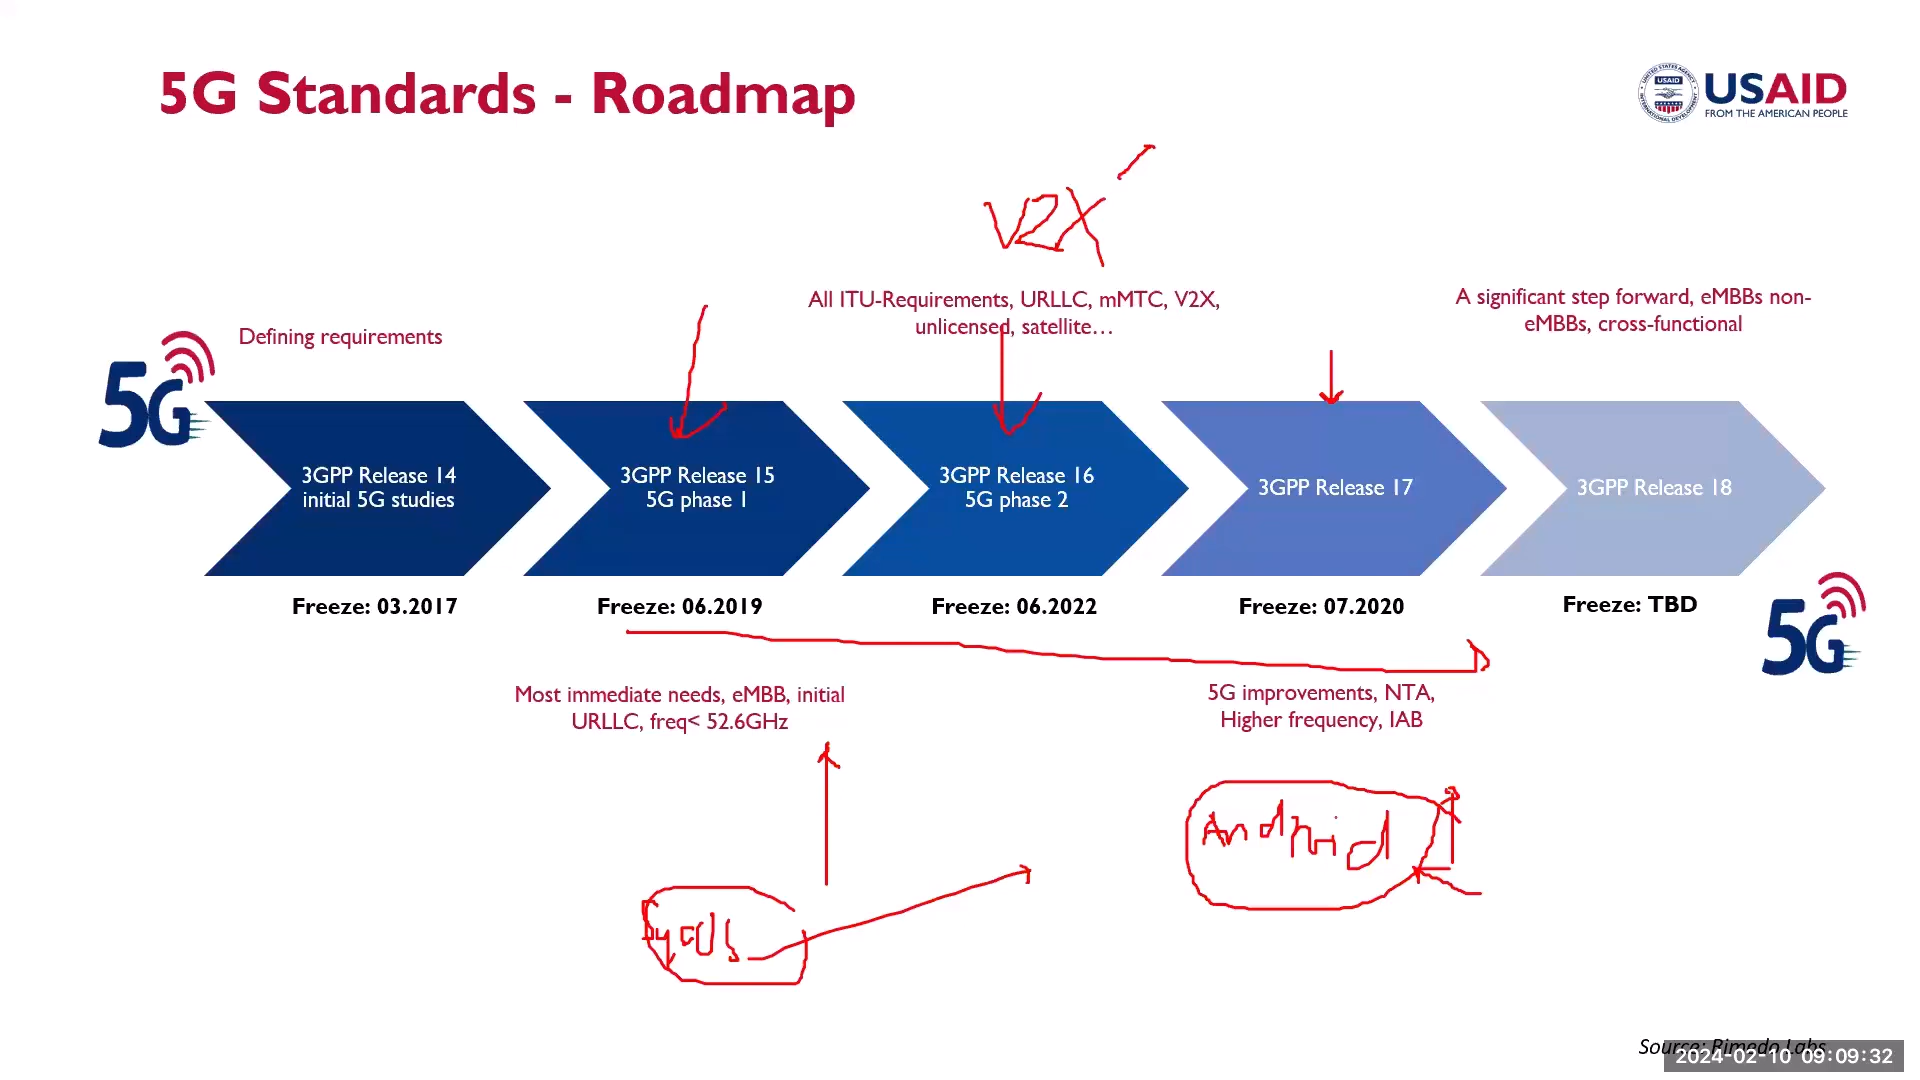 5G Standards - Roadmap
USAID
FROM THE AMERICAN PEOPLE
V2X
All ITU-Requirements, URLLC, mMTC, V2X,
unlicensed, satellite…
A significant step forward, eMBBs non-
eMBBs, cross-functional
Defining requirements
5G
3GPP Release 14
initial 5G studies
3GPP Release 15
5G phase 1
3GPP Release 16
5G phase 2
3GPP Release 17
3GPP Release 18
Freeze: 03.2017
Freeze: 06.2019
Freeze: 06.2022
Freeze: 07.2020
Freeze: TBD
5G
Most immediate needs, eMBB, initial
URLLC, freq< 52.6GHz
5G improvements, NTA,
Higher frequency, IAB
Android
Source: Rimedo Labs
2024-02-10 09:09:32